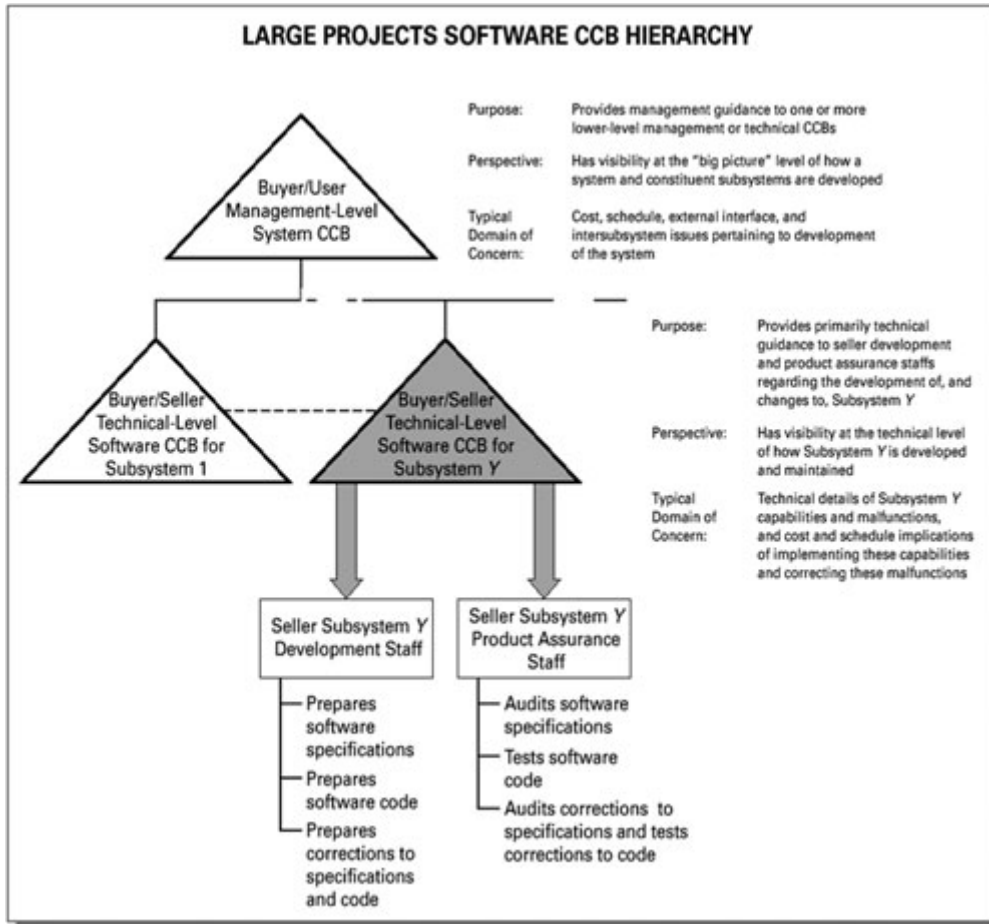 LARGE PROJECTS SOFTWARE CCB HIERARCHY
Purpose: Provides management guidance to one or more
lower-level management or technical CCBs
Perspective: Has visibility at the "big picture" level of how a
system and constituent subsystems are developed
Typical Cost, schedule, external interface, and
Domain of intersubsystem issues pertaining to development
Concern: of the system
Buyer/User
Management-Level
System CCB
Purpose: Provides primarily technical
guidance to seller development
and product assurance staffs
regarding the development of, and
changes to, Subsystem Y
Perspective: Has visibility at the technical level
of how Subsystem Y is developed
and maintained
Typical Technical details of Subsystem Y
Domain of capabilities and malfunctions,
Concern: and cost and schedule implications
of implementing these capabilities
and correcting these malfunctions
Buyer/Seller
Technical-Level
Software CCB for
Subsystem 1
Buyer/Seller
Technical-Level
Software CCB for
Subsystem Y
Seller Subsystem Y
Development Staff
Prepares
software
specifications
Prepares
software code
Prepares
corrections to
specifications
and code
Seller Subsystem Y
Product Assurance
Staff
Audits software
specifications
Tests software
code
Audits corrections to
specifications and tests
corrections to code